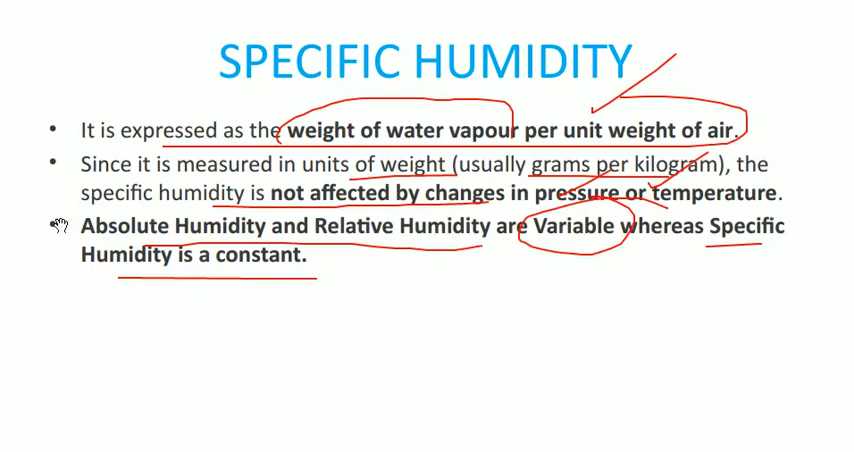 SPECIFIC HUMIDITY
• It is expressed as the weight of water vapour per unit weight of air.
• Since it is measured in units of weight (usually grams per kilogram), the
specific humidity is not affected by changes in pressure or temperature.
Absolute Humidity and Relative Humidity are Variable whereas Specific
Humidity is a constant.